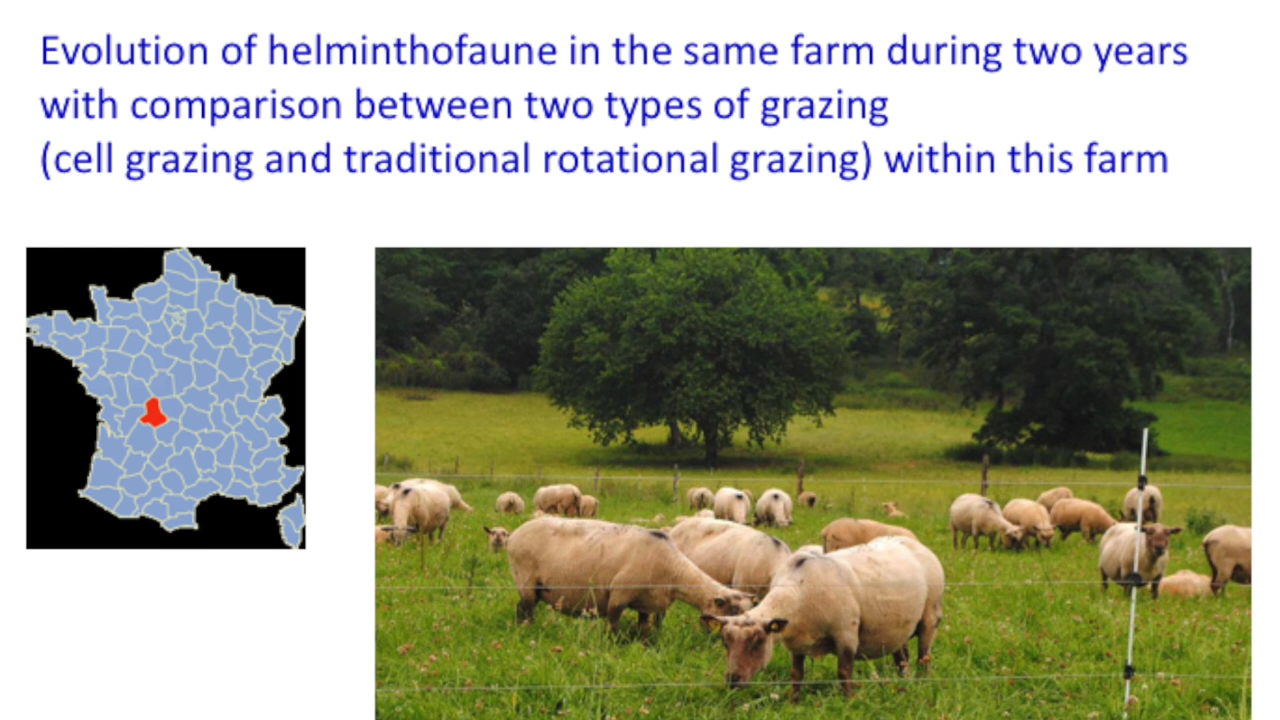 Evolution of helminthofaune in the same farm during two years
with comparison between two types of grazing
(cell grazing and traditional rotational grazing) within this farm